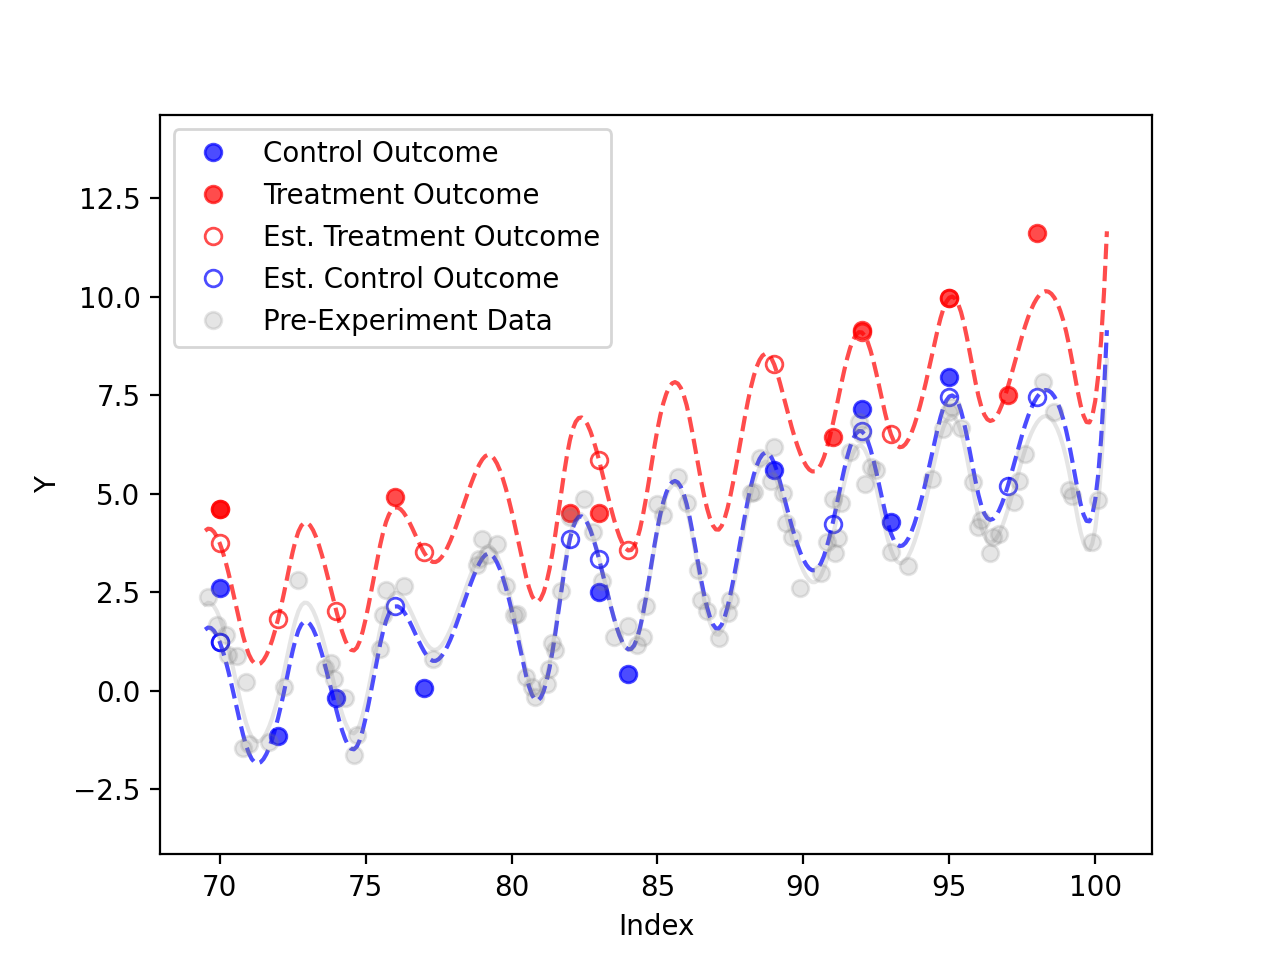 Control Outcome
Treatment Outcome
Est. Treatment Outcome
Est. Control Outcome
Pre-Experiment Data
12.5
10.0
7.5
5.0
2.5
0.0
−2.5
Y
70 75 80 85 90 95 100
Index